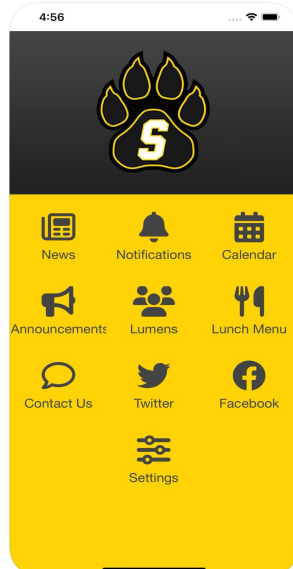 4:56
S
News Notifications Calendar
Announcements Lumens Lunch Menu
Contact Us Twitter Facebook
Settings